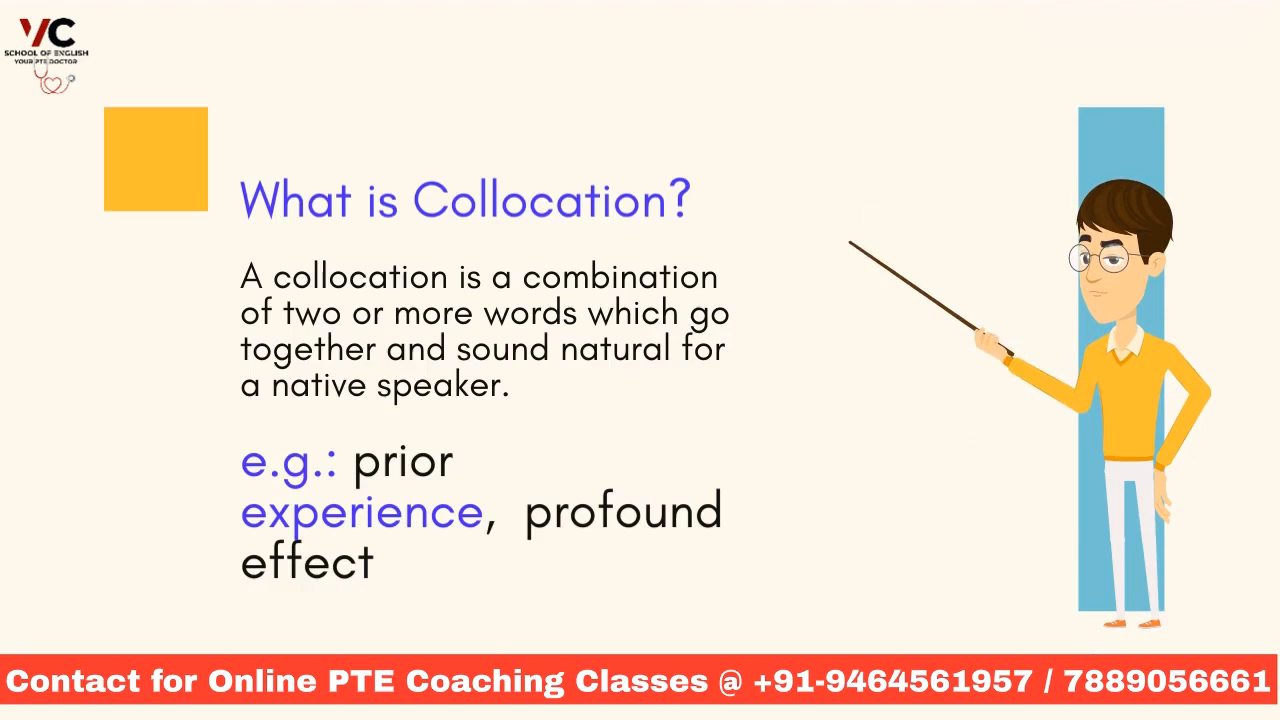 VC
SCHOOL OF ENGLISH
YOUR PTE DOCTOR
What is Collocation?
A collocation is a combination
of two or more words which go
together and sound natural for
a native speaker.
e.g.: prior
experience, profound
effect
Contact for Online PTE Coaching Classes @ +91-9464561957 / 7889056661